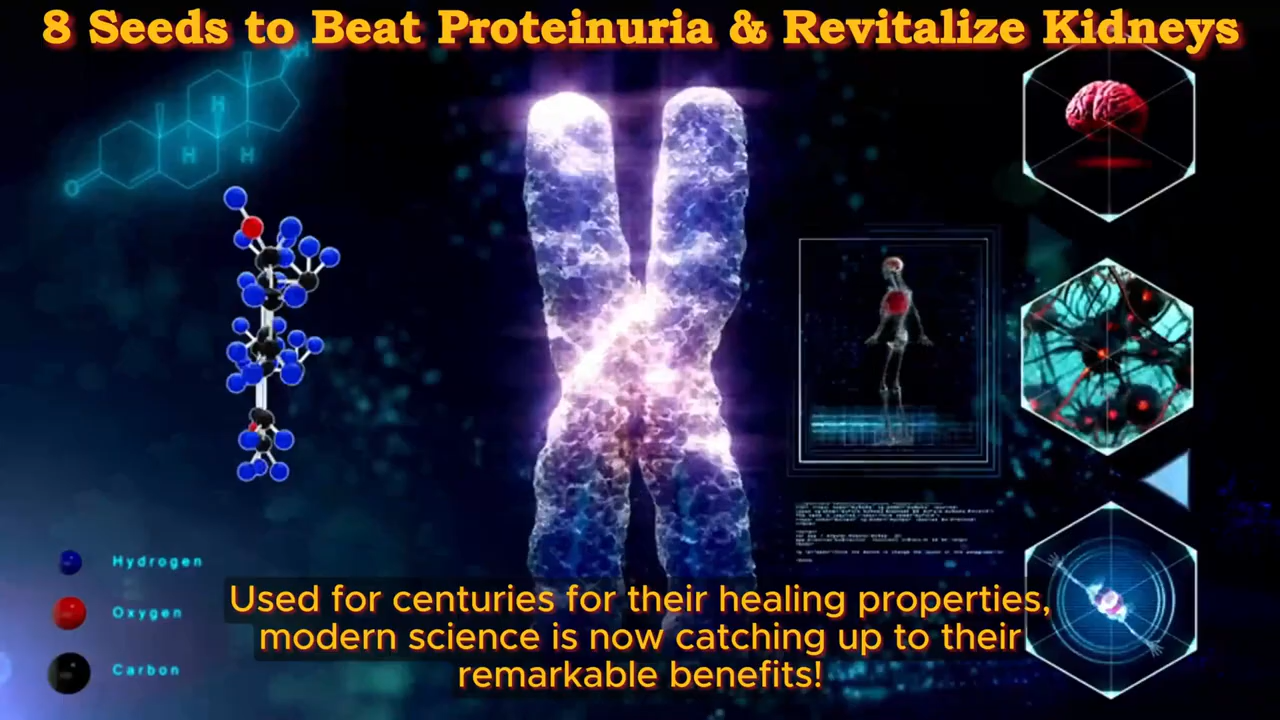 8 Seeds to Beat Proteinuria & Revitalize Kidneys
H
H
H
H
O
Hydrogen
Oxygen
Carbon
Used for centuries for their healing properties,
modern science is now catching up to their
remarkable benefits!